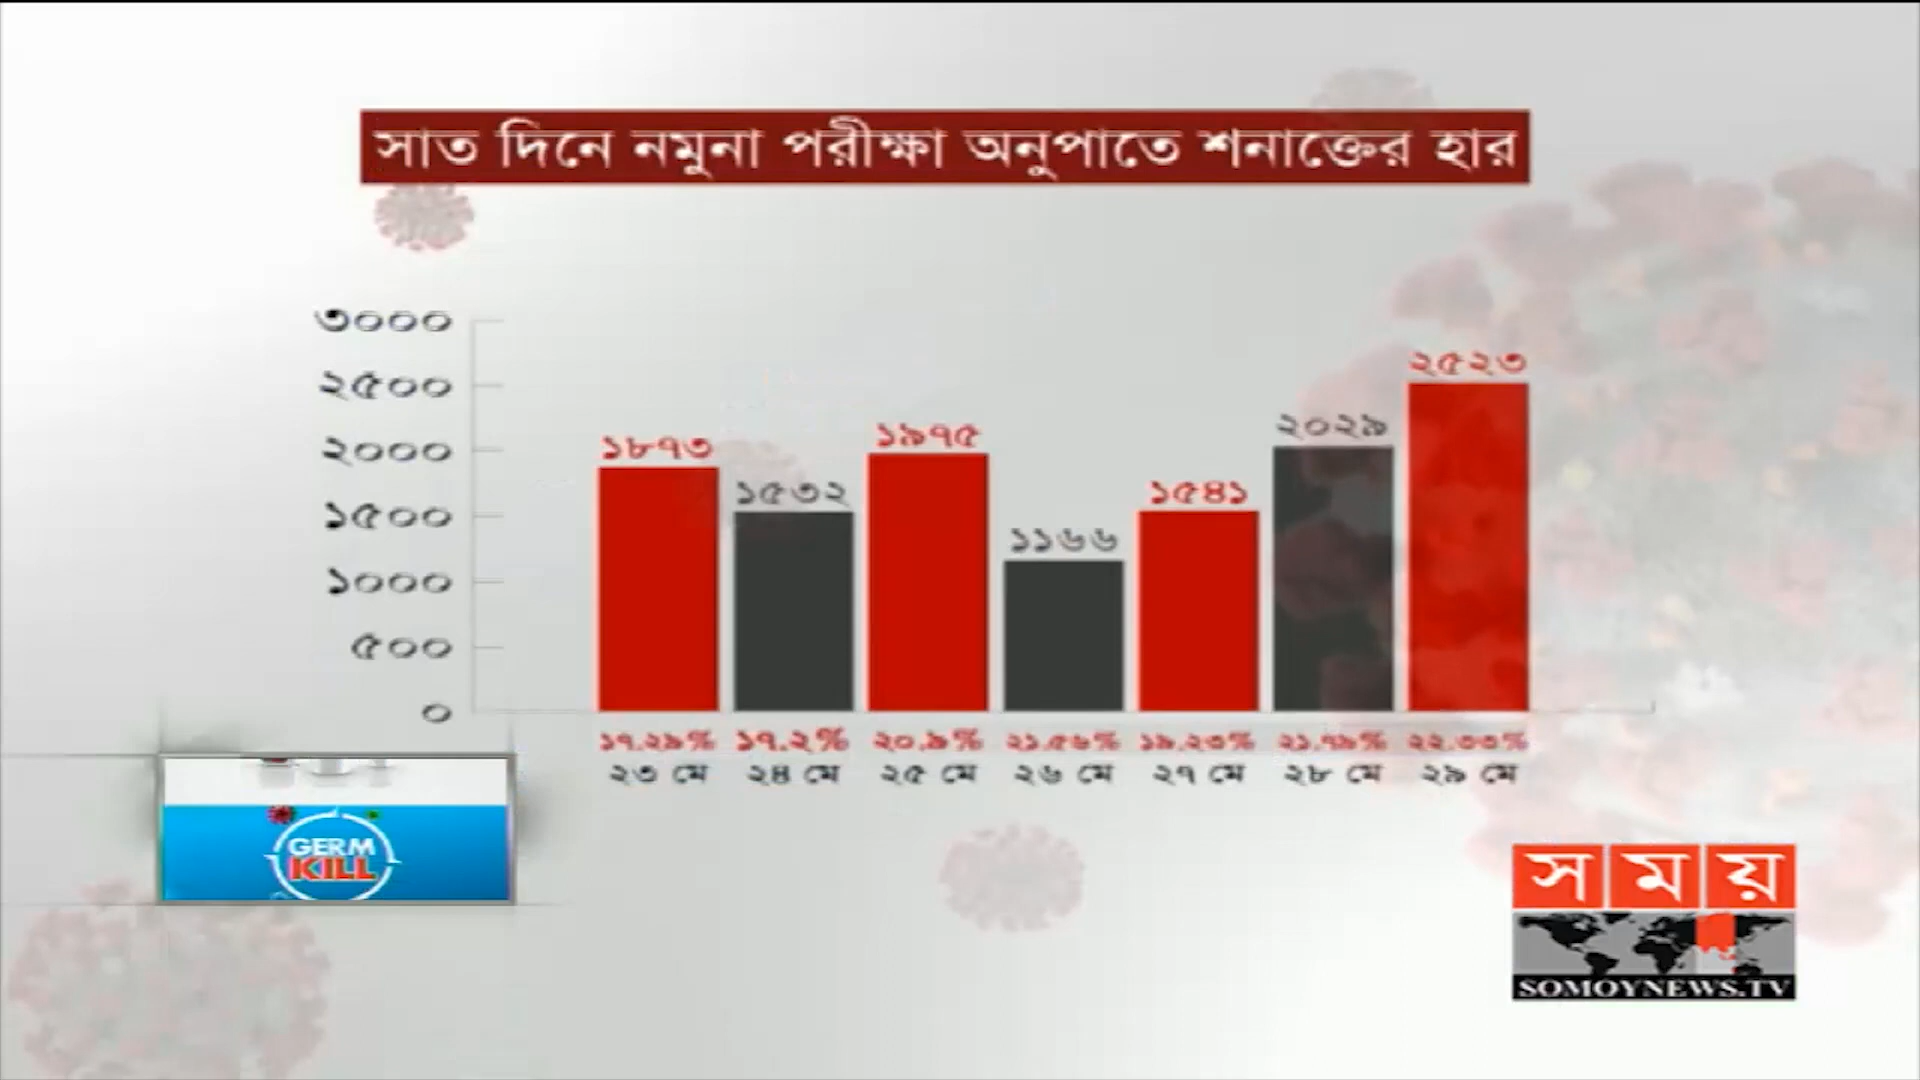 সাত দিনে নমুনা পরীক্ষা অনুপাতে শনাক্তের হার
৩০০০
২৫০০
২০০০
১৫০০
১০০০
৫০০
০
১৮৭৩
১৫৩২
১৯৭৫
১১৬৬
১৫৪১
২০২৯
২৫২৩
১৭.২৯% ১৭.২% ২০.৯% ২১.৫৬% ১৯.২৩% ২১.৭৯% ২২.৩৩%
২৩ মে ২৪ মে ২৫ মে ২৬ মে ২৭ মে ২৮ মে ২৯ মে
GERM
KILL
সময়
SOMOYNEWS.TV